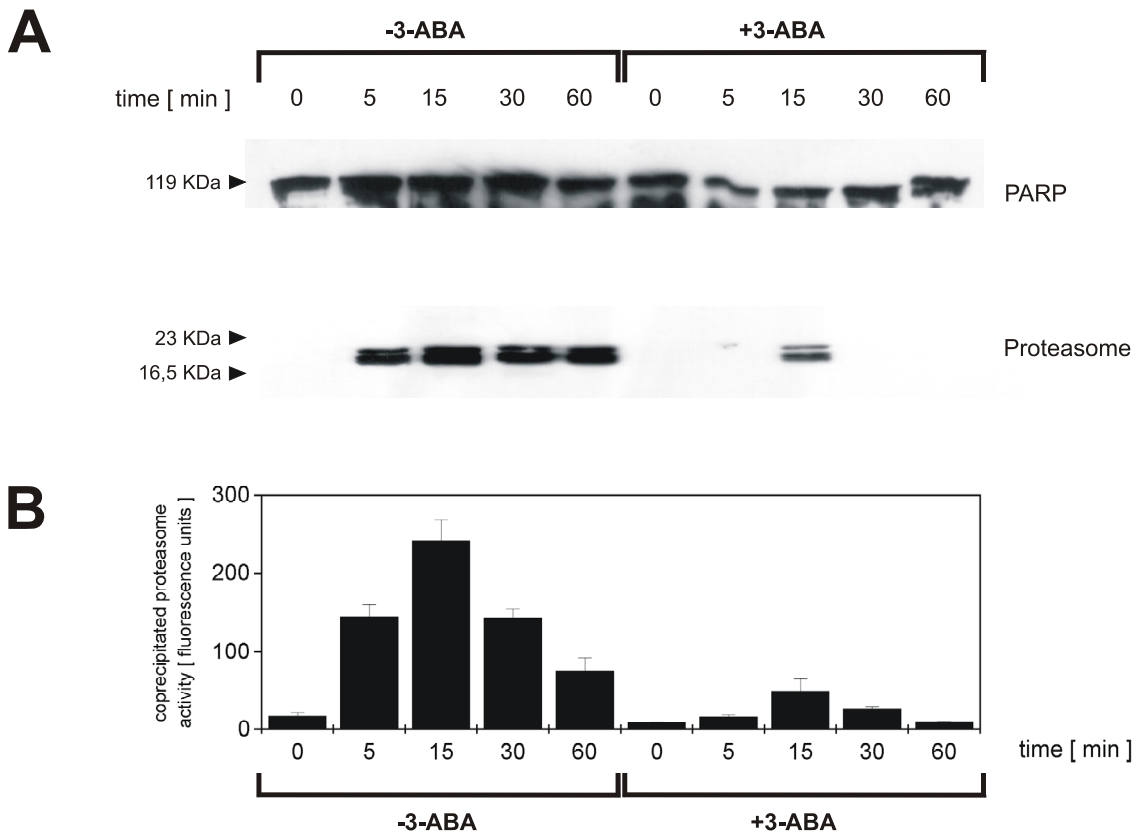 A
-3-ABA +3-ABA
time [ min ] 0 5 15 30 60 0 5 15 30 60
119 KDa PARP
23 KDa
Proteasome
16,5 KDa
B
coprecipitated proteasome
activity [ fluorescence units ]
300
200
100
0
0 5 15 30 60 0 5 15 30 60 time [ min ]
-3-ABA +3-ABA